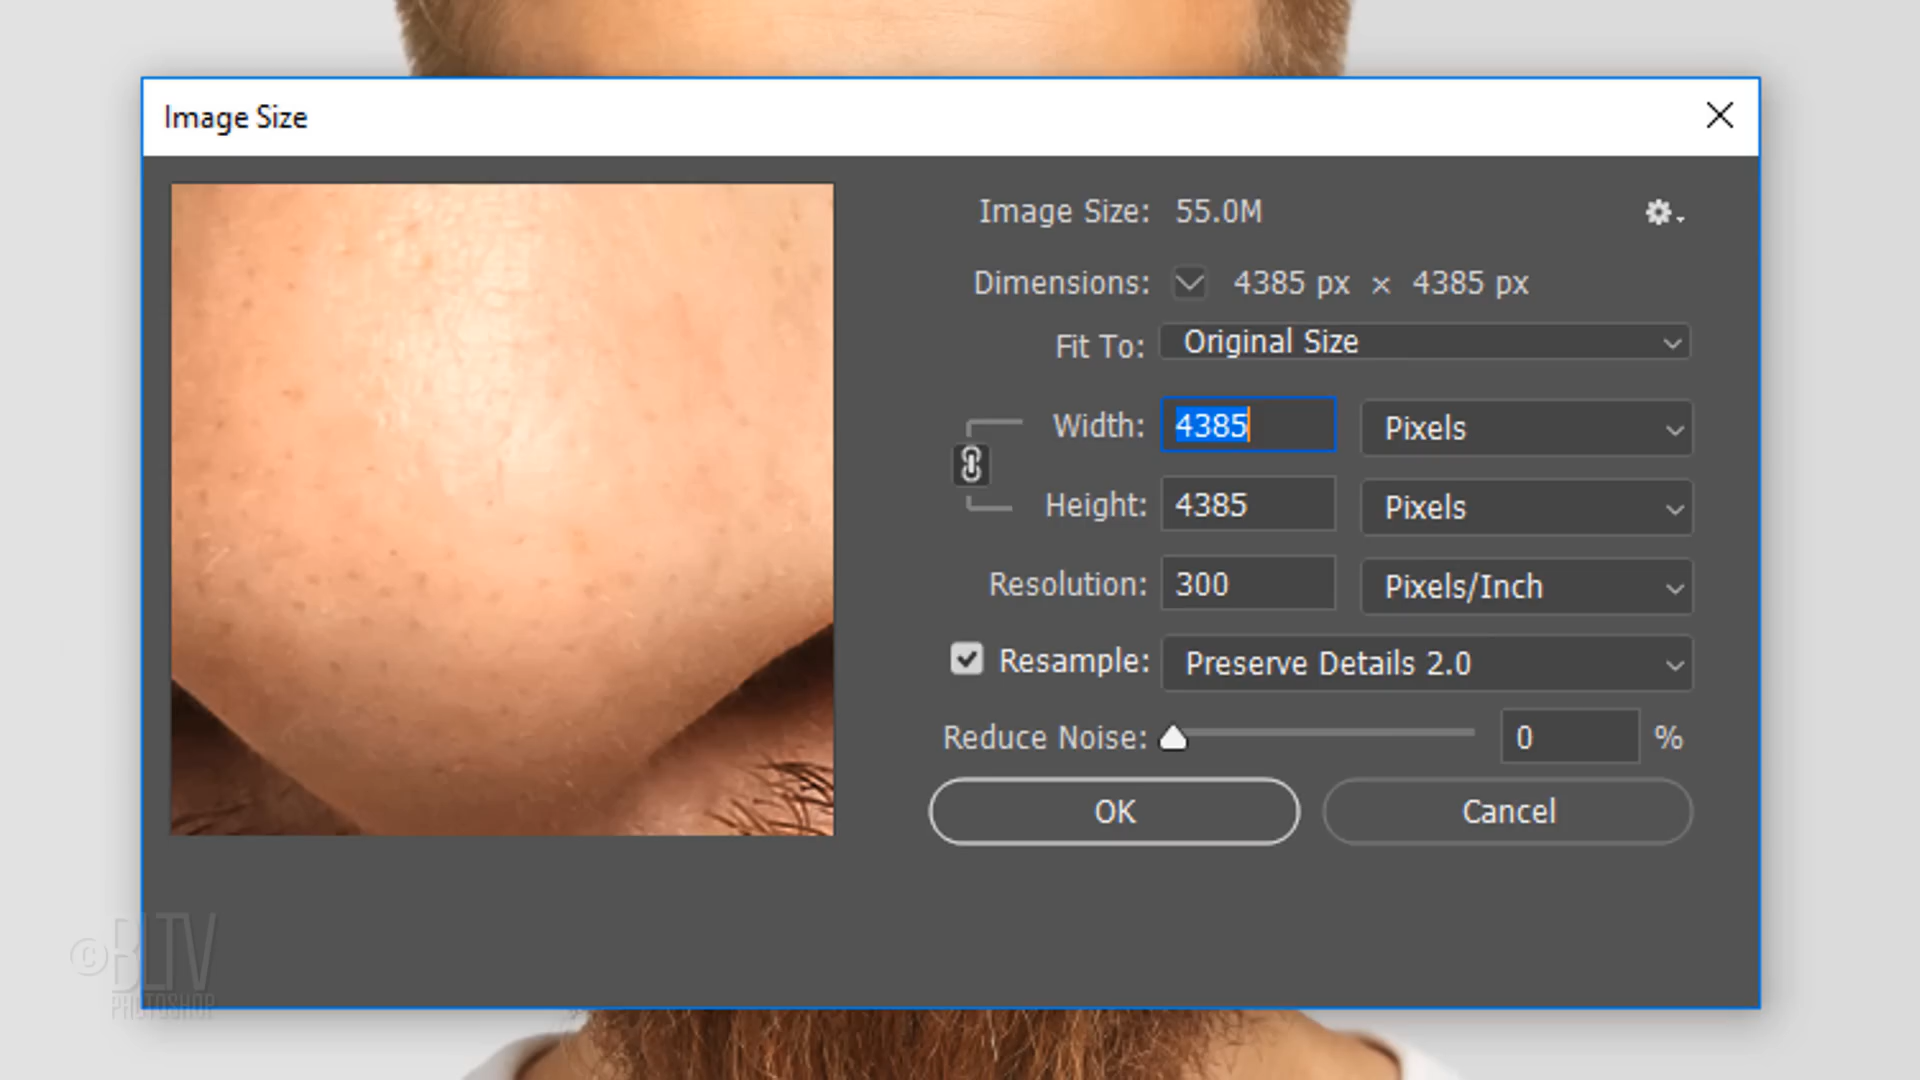 Image Size
Image Size: 55.0M
Dimensions: 4385 px × 4385 px
Fit To: Original Size
Width: 4385 Pixels
Height: 4385 Pixels
Resolution: 300 Pixels/Inch
Resample: Preserve Details 2.0
Reduce Noise: 0 %
OK Cancel
©BLTV
PHOTOSHOP